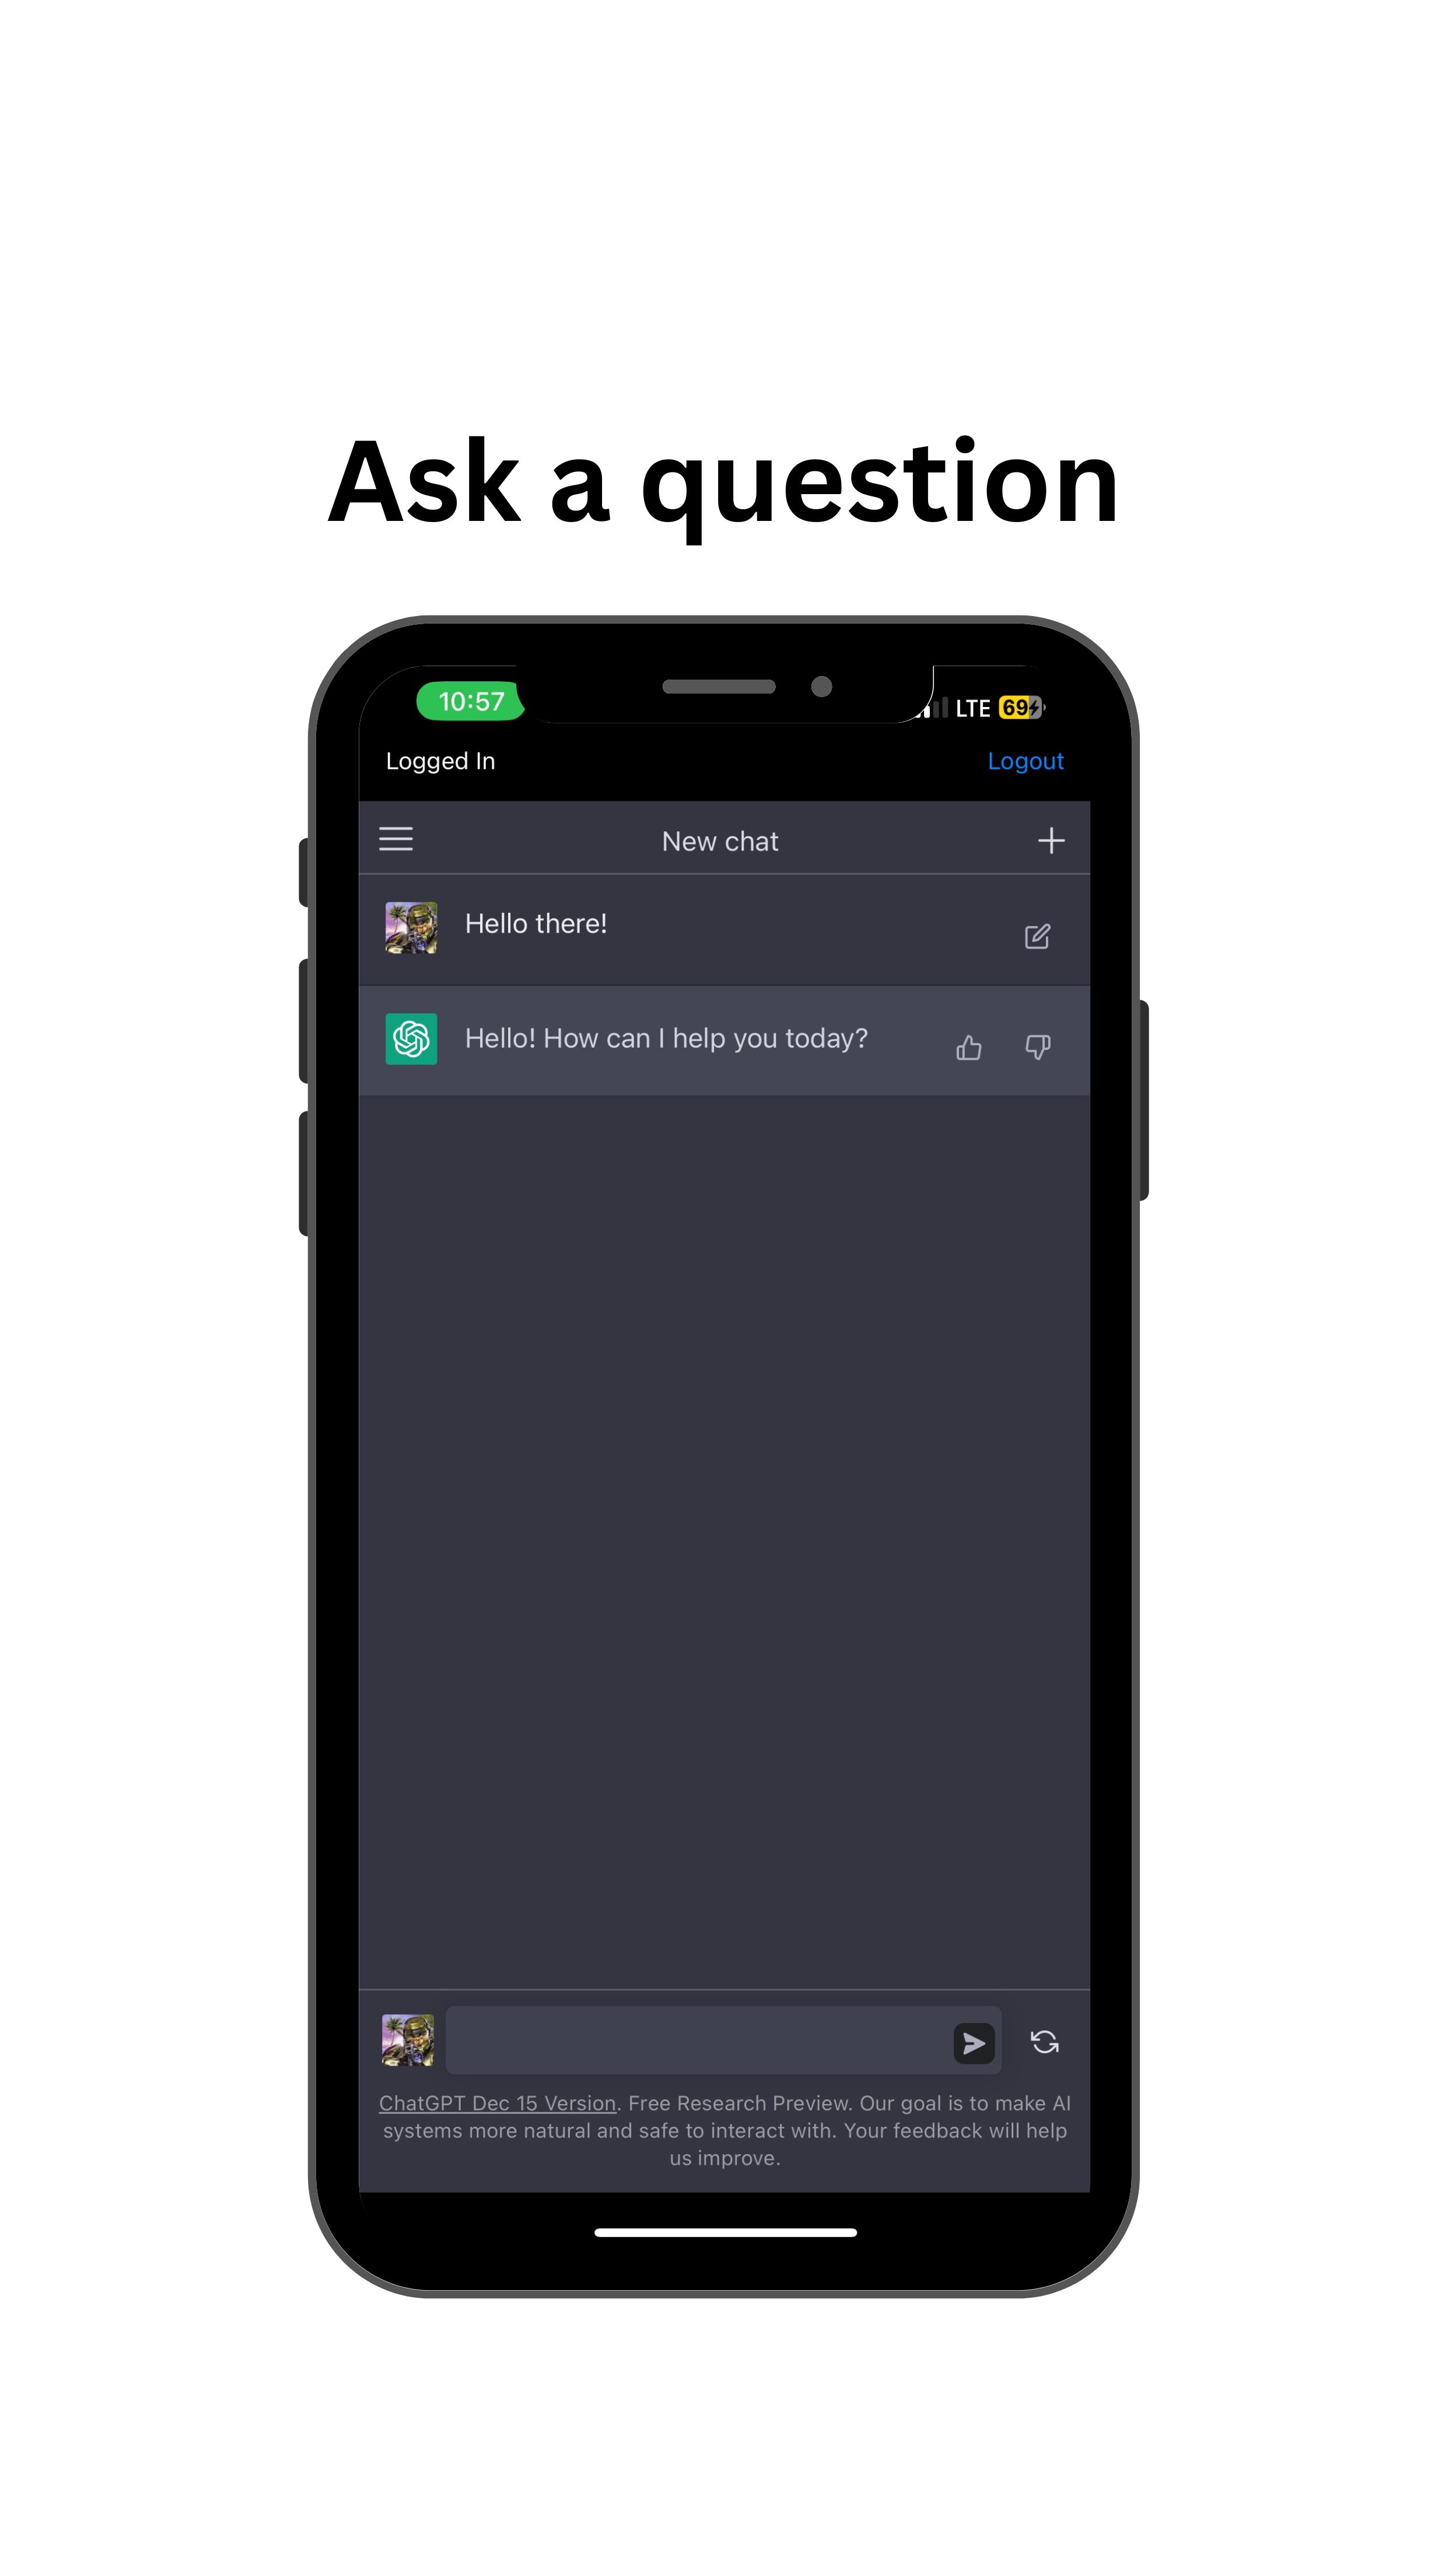 Ask a question
10:57
LTE 69
Logged In
Logout
New chat
Hello there!
Hello! How can I help you today?
ChatGPT Dec 15 Version. Free Research Preview. Our goal is to make AI
systems more natural and safe to interact with. Your feedback will help
us improve.